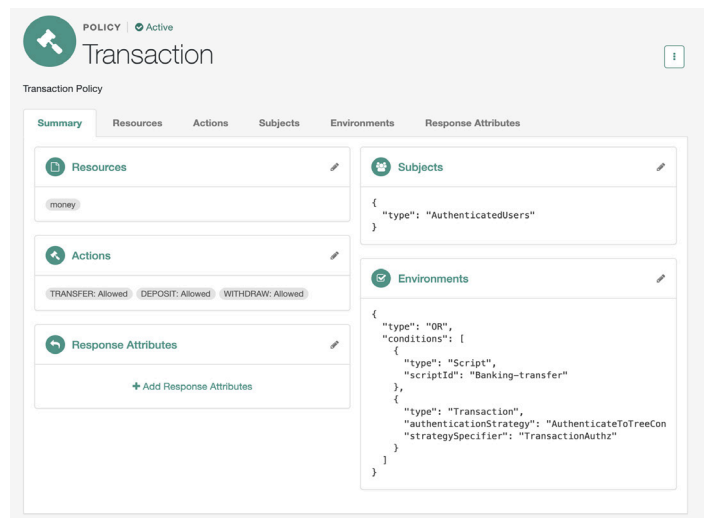 POLICY Active
Transaction
Transaction Policy
Summary Resources Actions Subjects Environments Response Attributes
Resources
money
Actions
TRANSFER: Allowed DEPOSIT: Allowed WITHDRAW: Allowed
Response Attributes
+ Add Response Attributes
Subjects
{
"type": "AuthenticatedUsers"
}
Environments
{
"type": "OR",
"conditions": [
{
"type": "Script",
"scriptId": "Banking-transfer"
},
{
"type": "Transaction",
"authenticationStrategy": "AuthenticateToTreeCon
"strategySpecifier": "TransactionAuthz"
}
]
}